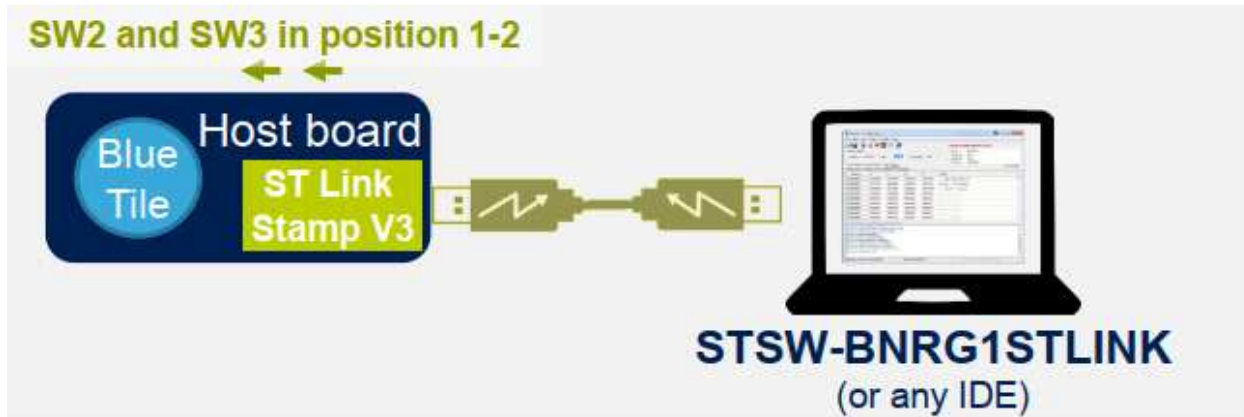 SW2 and SW3 in position 1-2
Host board
Blue
Tile
ST Link
Stamp V3
STSW-BNRG1STLINK
(or any IDE)